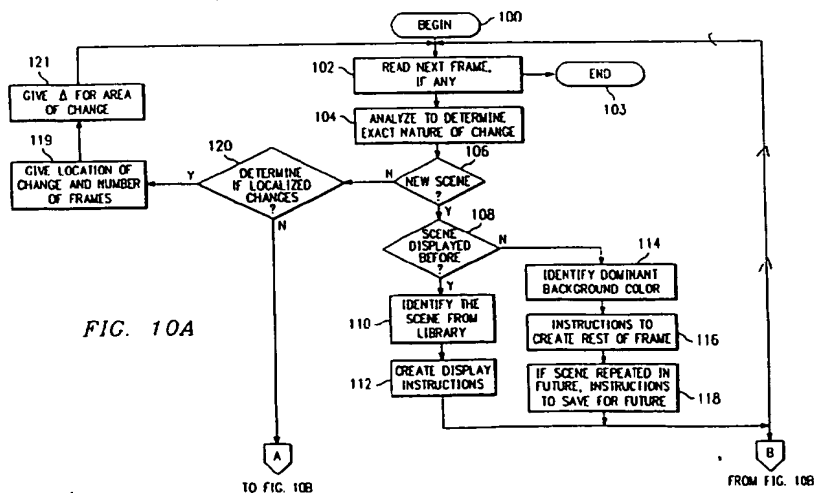 BEGIN
100
102
READ NEXT FRAME,
IF ANY
END
103
104
ANALYZE TO DETERMINE
EXACT NATURE OF CHANGE
106
NEW SCENE
?
N
Y
120
DETERMINE
IF LOCALIZED
CHANGES
?
Y
N
119
GIVE LOCATION OF
CHANGE AND NUMBER
OF FRAMES
121
GIVE Δ FOR AREA
OF CHANGE
108
SCENE
DISPLAYED
BEFORE
?
N
Y
110
IDENTIFY THE
SCENE FROM
LIBRARY
112
CREATE DISPLAY
INSTRUCTIONS
114
IDENTIFY DOMINANT
BACKGROUND COLOR
INSTRUCTIONS TO
CREATE REST OF FRAME
116
IF SCENE REPEATED IN
FUTURE, INSTRUCTIONS
TO SAVE FOR FUTURE
118
FIG. 10A
A
TO FIG. 10B
B
FROM FIG. 10B